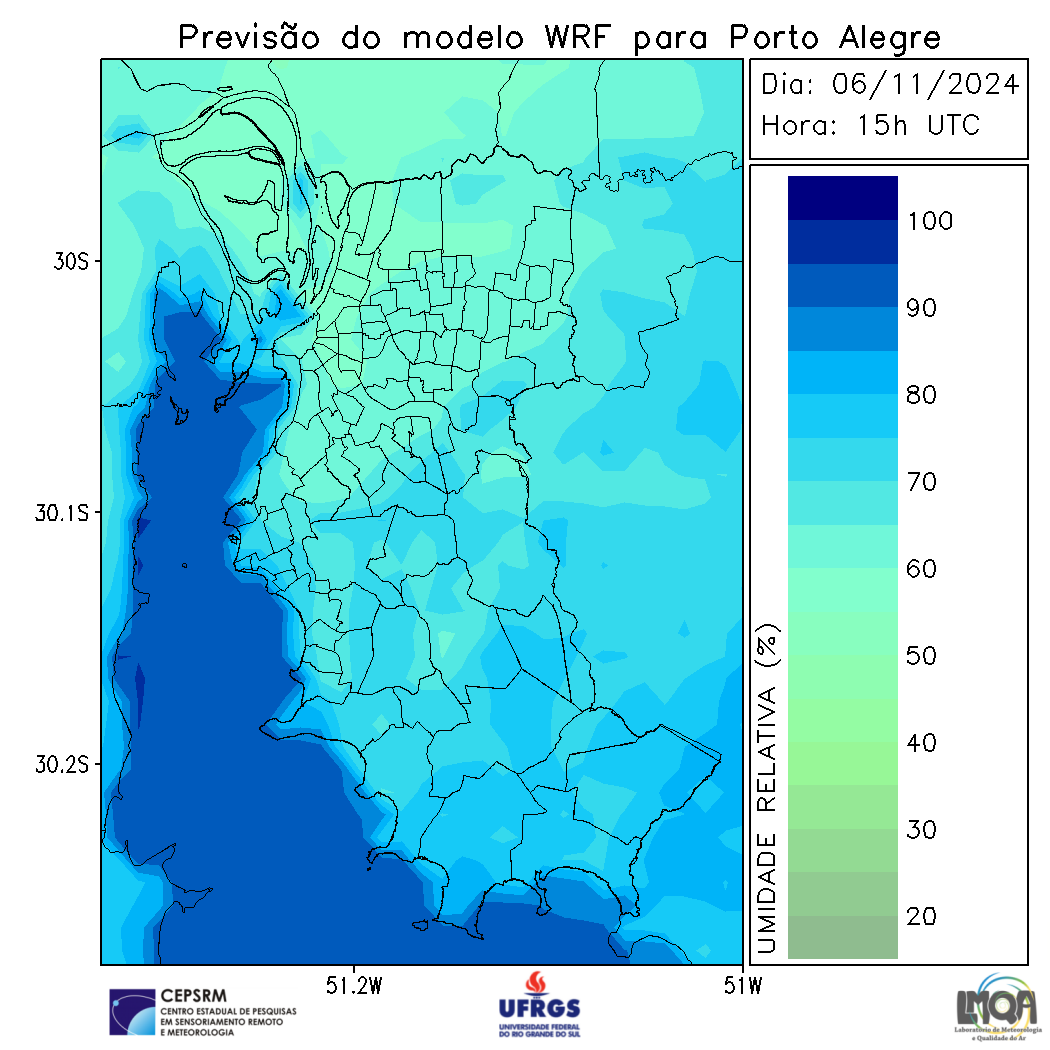 Previsão do modelo WRF para Porto Alegre
Dia: 06/11/2024
Hora: 15h UTC
100
90
80
70
60
50
40
30
20
UMIDADE RELATIVA (%)
30S
30.1S
30.2S
51.2W
51W
CEPSRM
CENTRO ESTADUAL DE PESQUISAS
EM SENSORIAMENTO REMOTO
E METEOROLOGIA
UFRGS
UNIVERSIDADE FEDERAL
DO RIO GRANDE DO SUL
LMQA
Laboratório de Meteorologia
e Qualidade do Ar